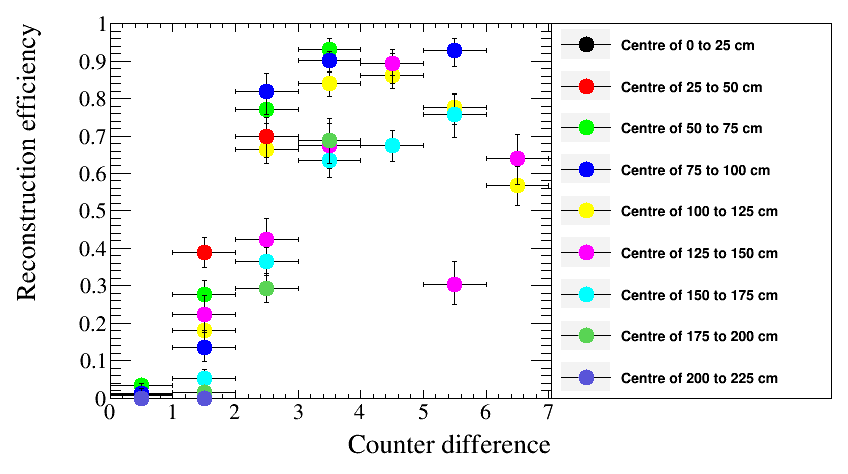 Reconstruction efficiency
1
0.9
0.8
0.7
0.6
0.5
0.4
0.3
0.2
0.1
0
0 1 2 3 4 5 6 7
Counter difference
Centre of 0 to 25 cm
Centre of 25 to 50 cm
Centre of 50 to 75 cm
Centre of 75 to 100 cm
Centre of 100 to 125 cm
Centre of 125 to 150 cm
Centre of 150 to 175 cm
Centre of 175 to 200 cm
Centre of 200 to 225 cm